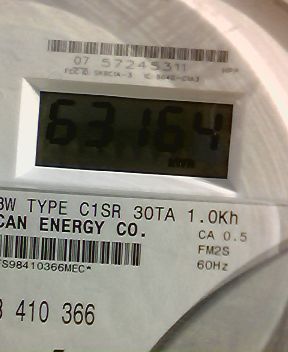 07 57245311
63164
KWH
3W TYPE C1SR 30TA 1.0Kh
CAN ENERGY CO.
CA 0.5
FM2S
60Hz
S98410366MEC*
410 366